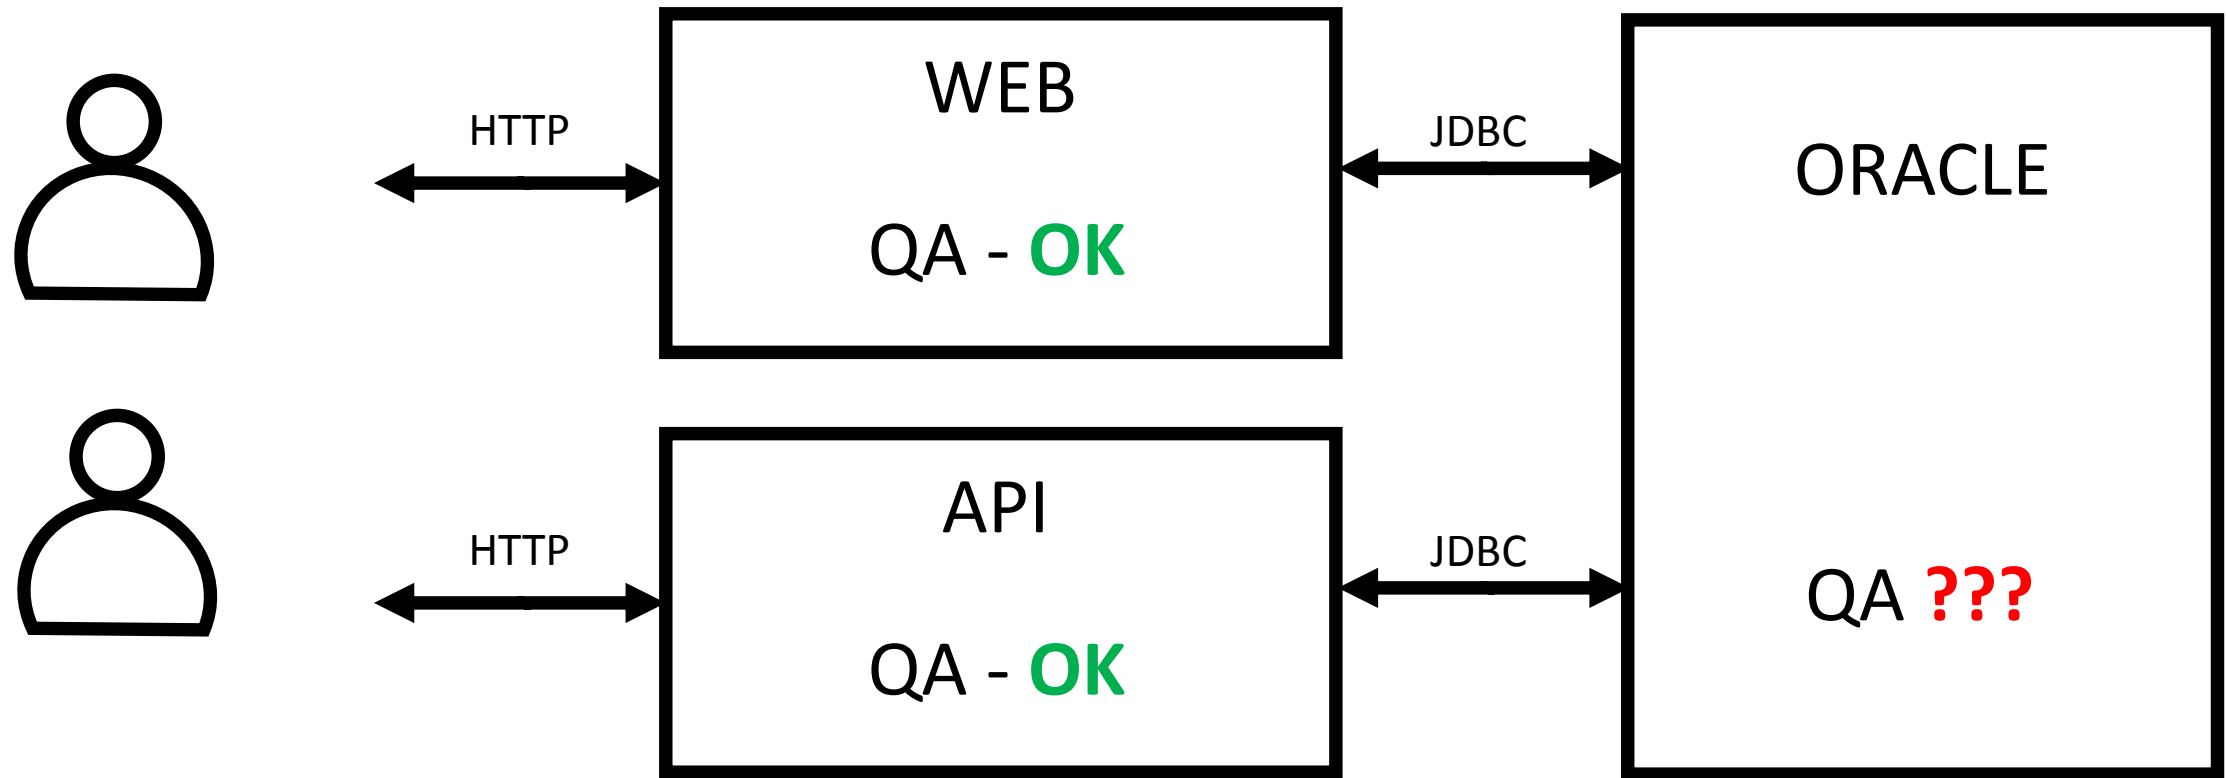 HTTP
WEB
QA - OK
JDBC
ORACLE
QA ???
HTTP
API
QA - OK
JDBC